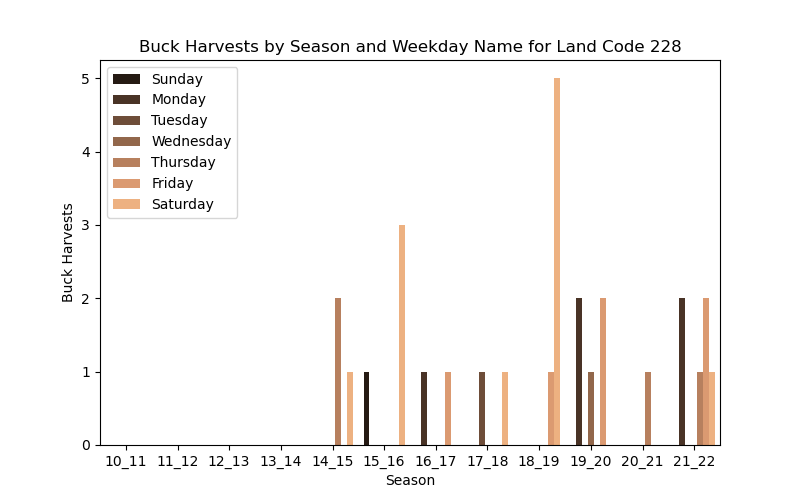 Buck Harvests by Season and Weekday Name for Land Code 228
Sunday
Monday
Tuesday
Wednesday
Thursday
Friday
Saturday
5
4
3
2
1
0
Buck Harvests
10_11 11_12 12_13 13_14 14_15 15_16 16_17 17_18 18_19 19_20 20_21 21_22
Season